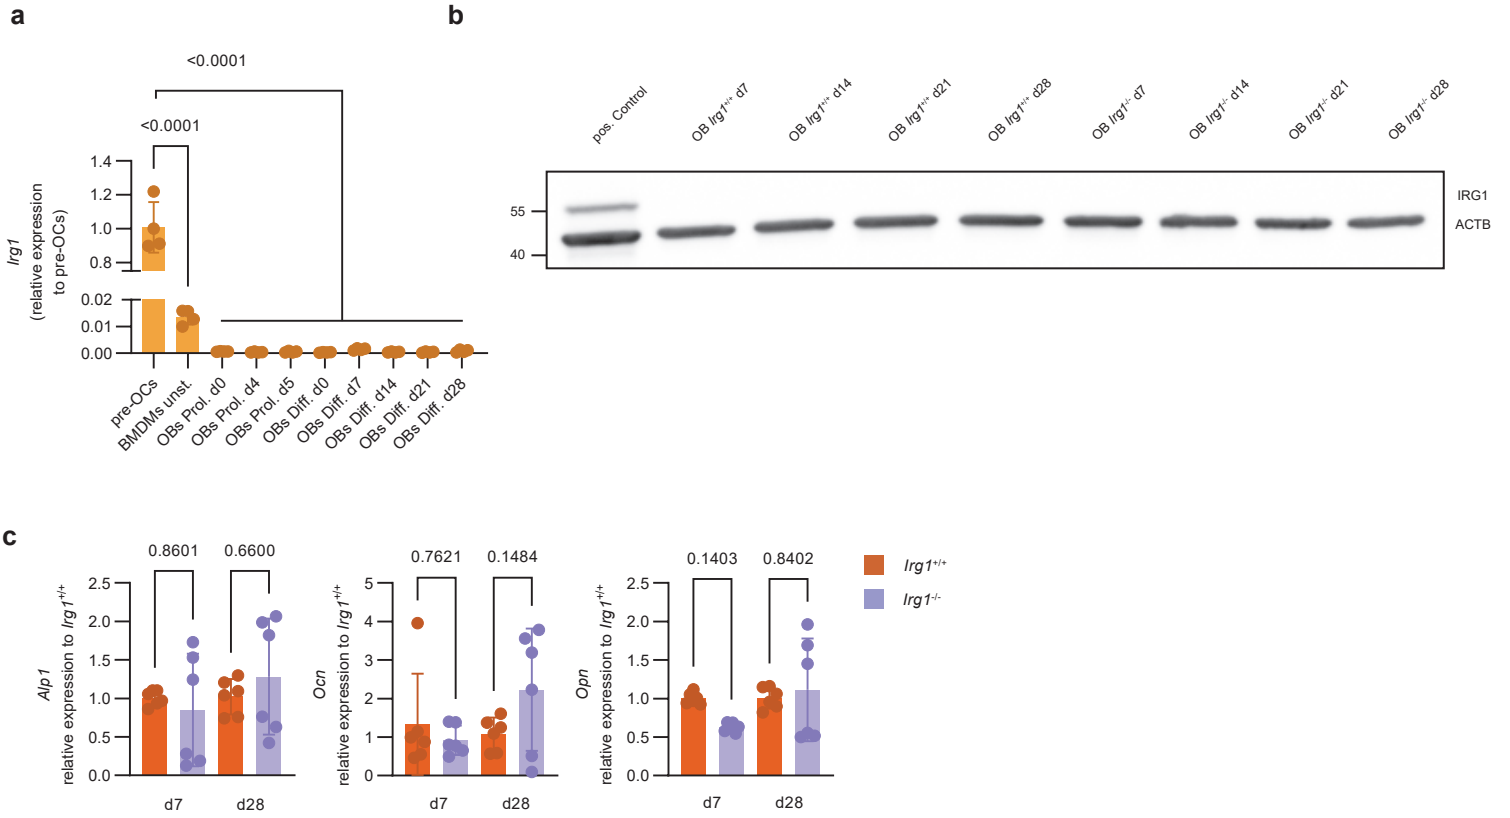 a
<0.0001
<0.0001
Irg1
(relative expression
to pre-OCs)
1.4
1.2
1.0
0.8
0.02
0.01
0.00
pre-OCs
BMDMs unst.
OBs Prol. d0
OBs Prol. d4
OBs Prol. d5
OBs Diff. d0
OBs Diff. d7
OBs Diff. d14
OBs Diff. d21
OBs Diff. d28
b
pos. Control
OB Irg1+/+ d7
OB Irg1+/+ d14
OB Irg1+/+ d21
OB Irg1+/+ d28
OB Irg1-/- d7
OB Irg1-/- d14
OB Irg1-/- d21
OB Irg1-/- d28
55
40
IRG1
ACTB
c
Alp1
relative expression to Irg1+/+
2.5
2.0
1.5
1.0
0.5
0.0
0.8601
0.6600
d7
d28
Ocn
relative expression to Irg1+/+
5
4
3
2
1
0
0.7621
0.1484
d7
d28
Opn
relative expression to Irg1+/+
2.5
2.0
1.5
1.0
0.5
0.0
0.1403
0.8402
d7
d28
Irg1+/+
Irg1-/-